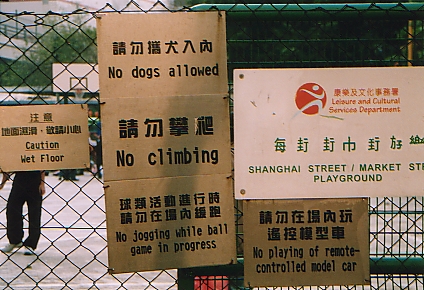 請勿攜犬入內
No dogs allowed
請勿攀爬
No climbing
球類活動進行時
請勿在場內緩跑
No jogging while ball
game in progress
注意
地面濕滑・敬請小心
Caution
Wet Floor
康樂及文化事務署
Leisure and Cultural
Services Department
SHANGHAI STREET / MARKET
PLAYGROUND
請勿在場內玩
遙控模型車
No playing of remote-
controlled model car